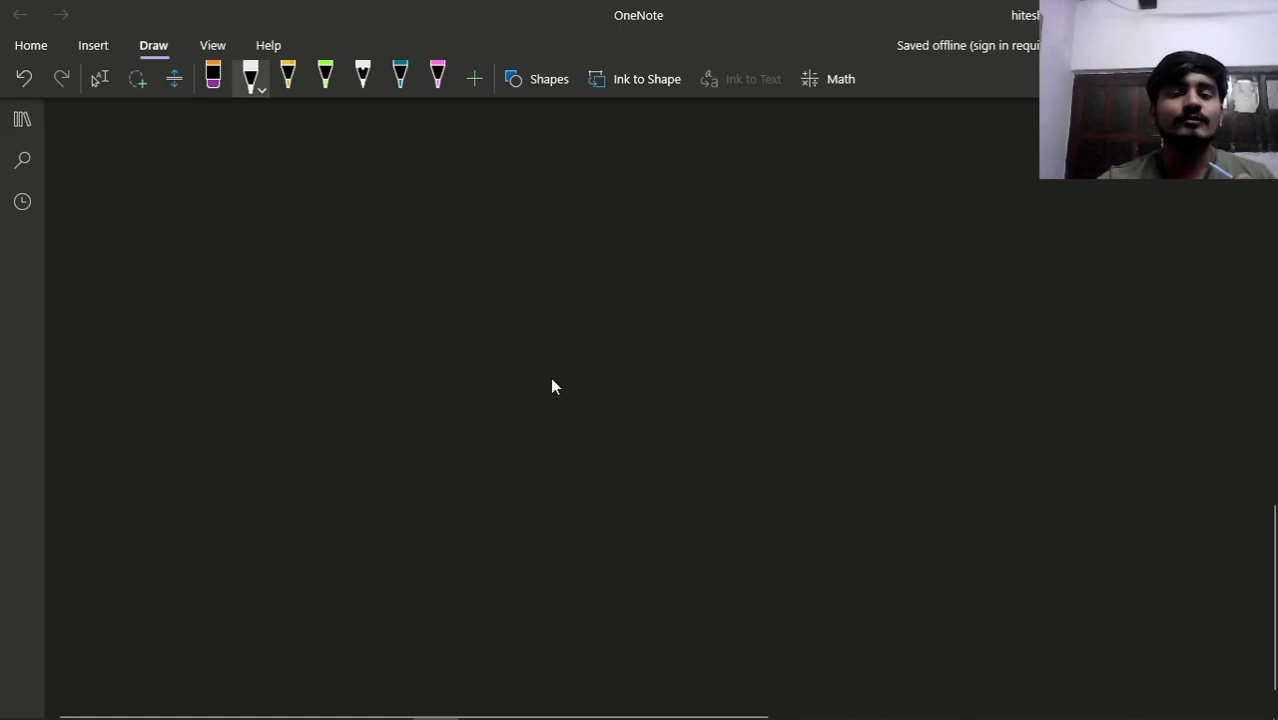 OneNote
hitesh
Home Insert Draw View Help
Saved offline (sign in requi
Shapes Ink to Shape Ink to Text Math